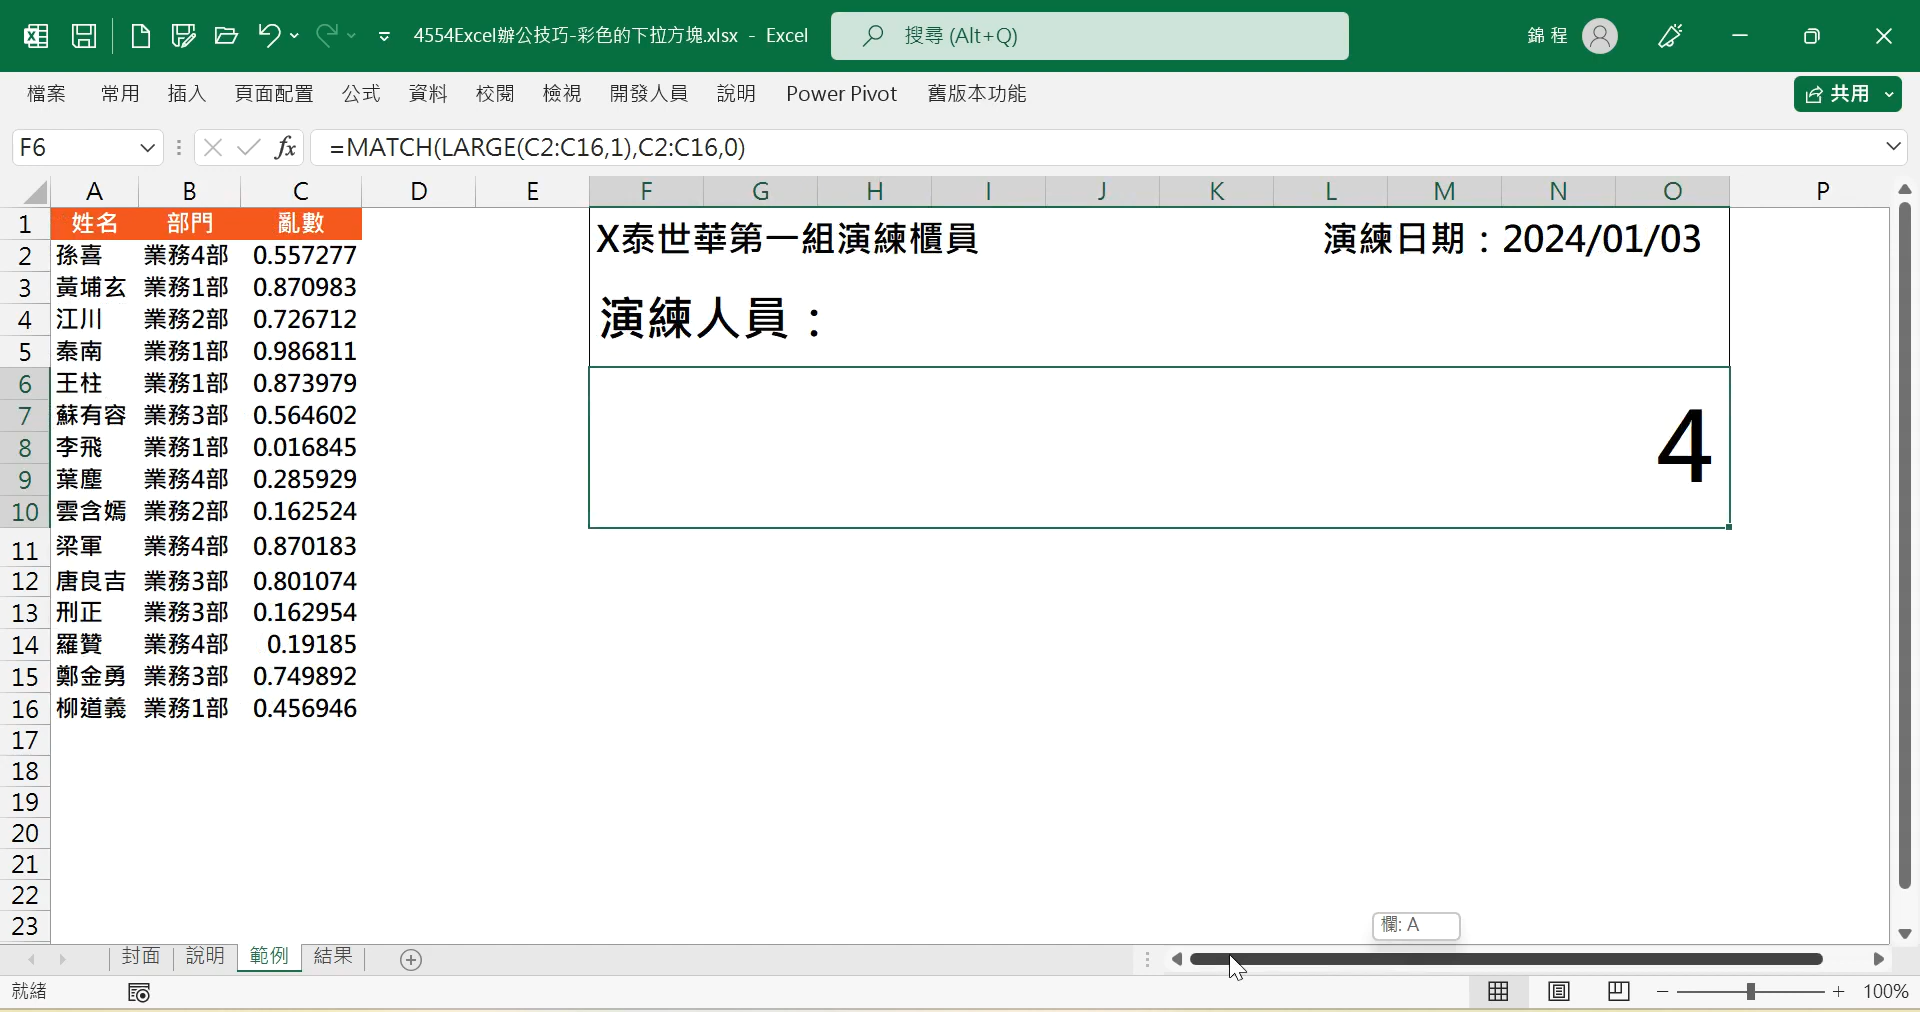 4554Excel辦公技巧-彩色的下拉方塊.xlsx - Excel
搜尋 (Alt+Q)
錦 程
檔案 常用 插入 頁面配置 公式 資料 校閱 檢視 開發人員 說明 Power Pivot 舊版本功能
共用
F6 fx =MATCH(LARGE(C2:C16,1),C2:C16,0)
A B C D E F G H I J K L M N O P
1 姓名 部門 亂數
X泰世華第一組演練櫃員 演練日期：2024/01/03
2 孫喜 業務4部 0.557277
3 黃埔玄 業務1部 0.870983
4 江川 業務2部 0.726712
演練人員：
5 秦南 業務1部 0.986811
6 王柱 業務1部 0.873979
7 蘇有容 業務3部 0.564602
8 李飛 業務1部 0.016845
4
9 葉塵 業務4部 0.285929
10 雲含嫣 業務2部 0.162524
11 梁軍 業務4部 0.870183
12 唐良吉 業務3部 0.801074
13 刑正 業務3部 0.162954
14 羅贊 業務4部 0.19185
15 鄭金勇 業務3部 0.749892
16 柳道義 業務1部 0.456946
17
18
19
20
21
22
23
欄: A
封面 說明 範例 結果
就緒
100%